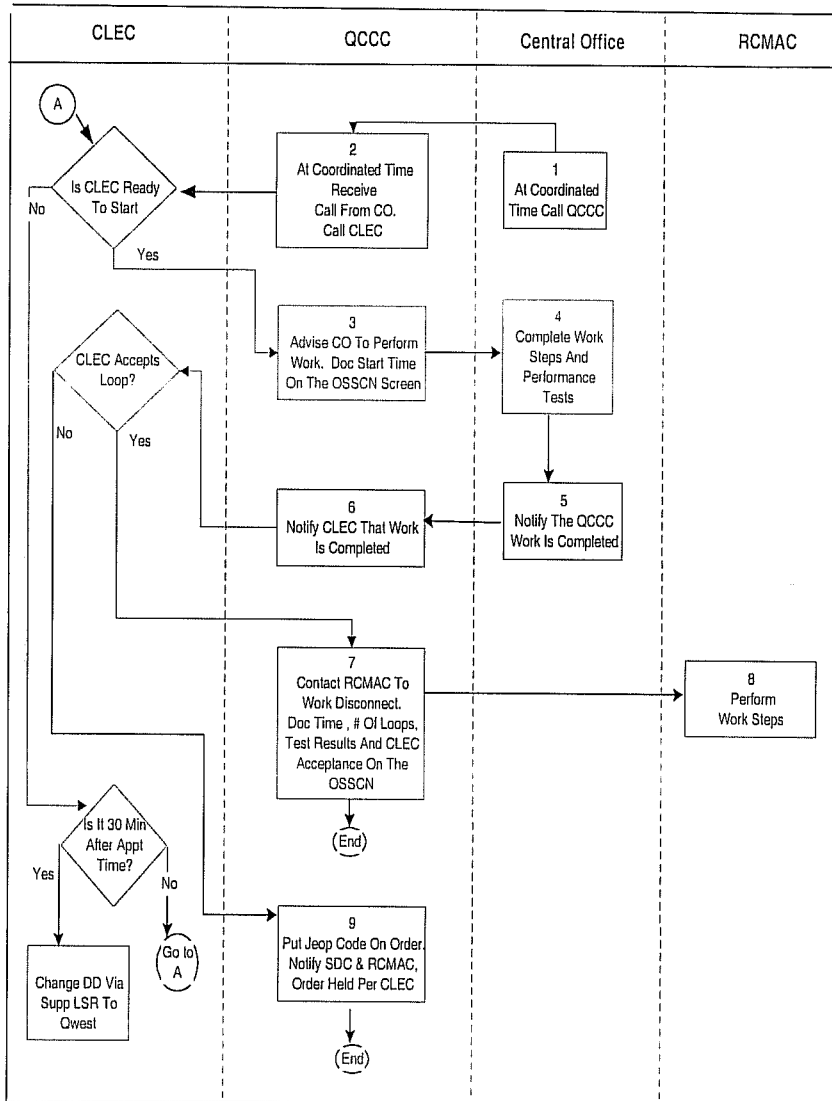 CLEC
QCCC
Central Office
RCMAC
A
Is CLEC Ready
To Start
No
Yes
2
At Coordinated Time
Receive
Call From CO.
Call CLEC
1
At Coordinated
Time Call QCCC
CLEC Accepts
Loop?
No
Yes
3
Advise CO To Perform
Work. Doc Start Time
On The OSSCN Screen
4
Complete Work
Steps And
Performance
Tests
6
Notify CLEC That Work
Is Completed
5
Notify The QCCC
Work Is Completed
7
Contact RCMAC To
Work Disconnect.
Doc Time , # Of Loops,
Test Results And CLEC
Acceptance On The
OSSCN
8
Perform
Work Steps
(End)
Is It 30 Min
After Appt
Time?
Yes
No
Go to
A
Change DD Via
Supp LSR To
Qwest
9
Put Jeop Code On Order.
Notify SDC & RCMAC,
Order Held Per CLEC
(End)